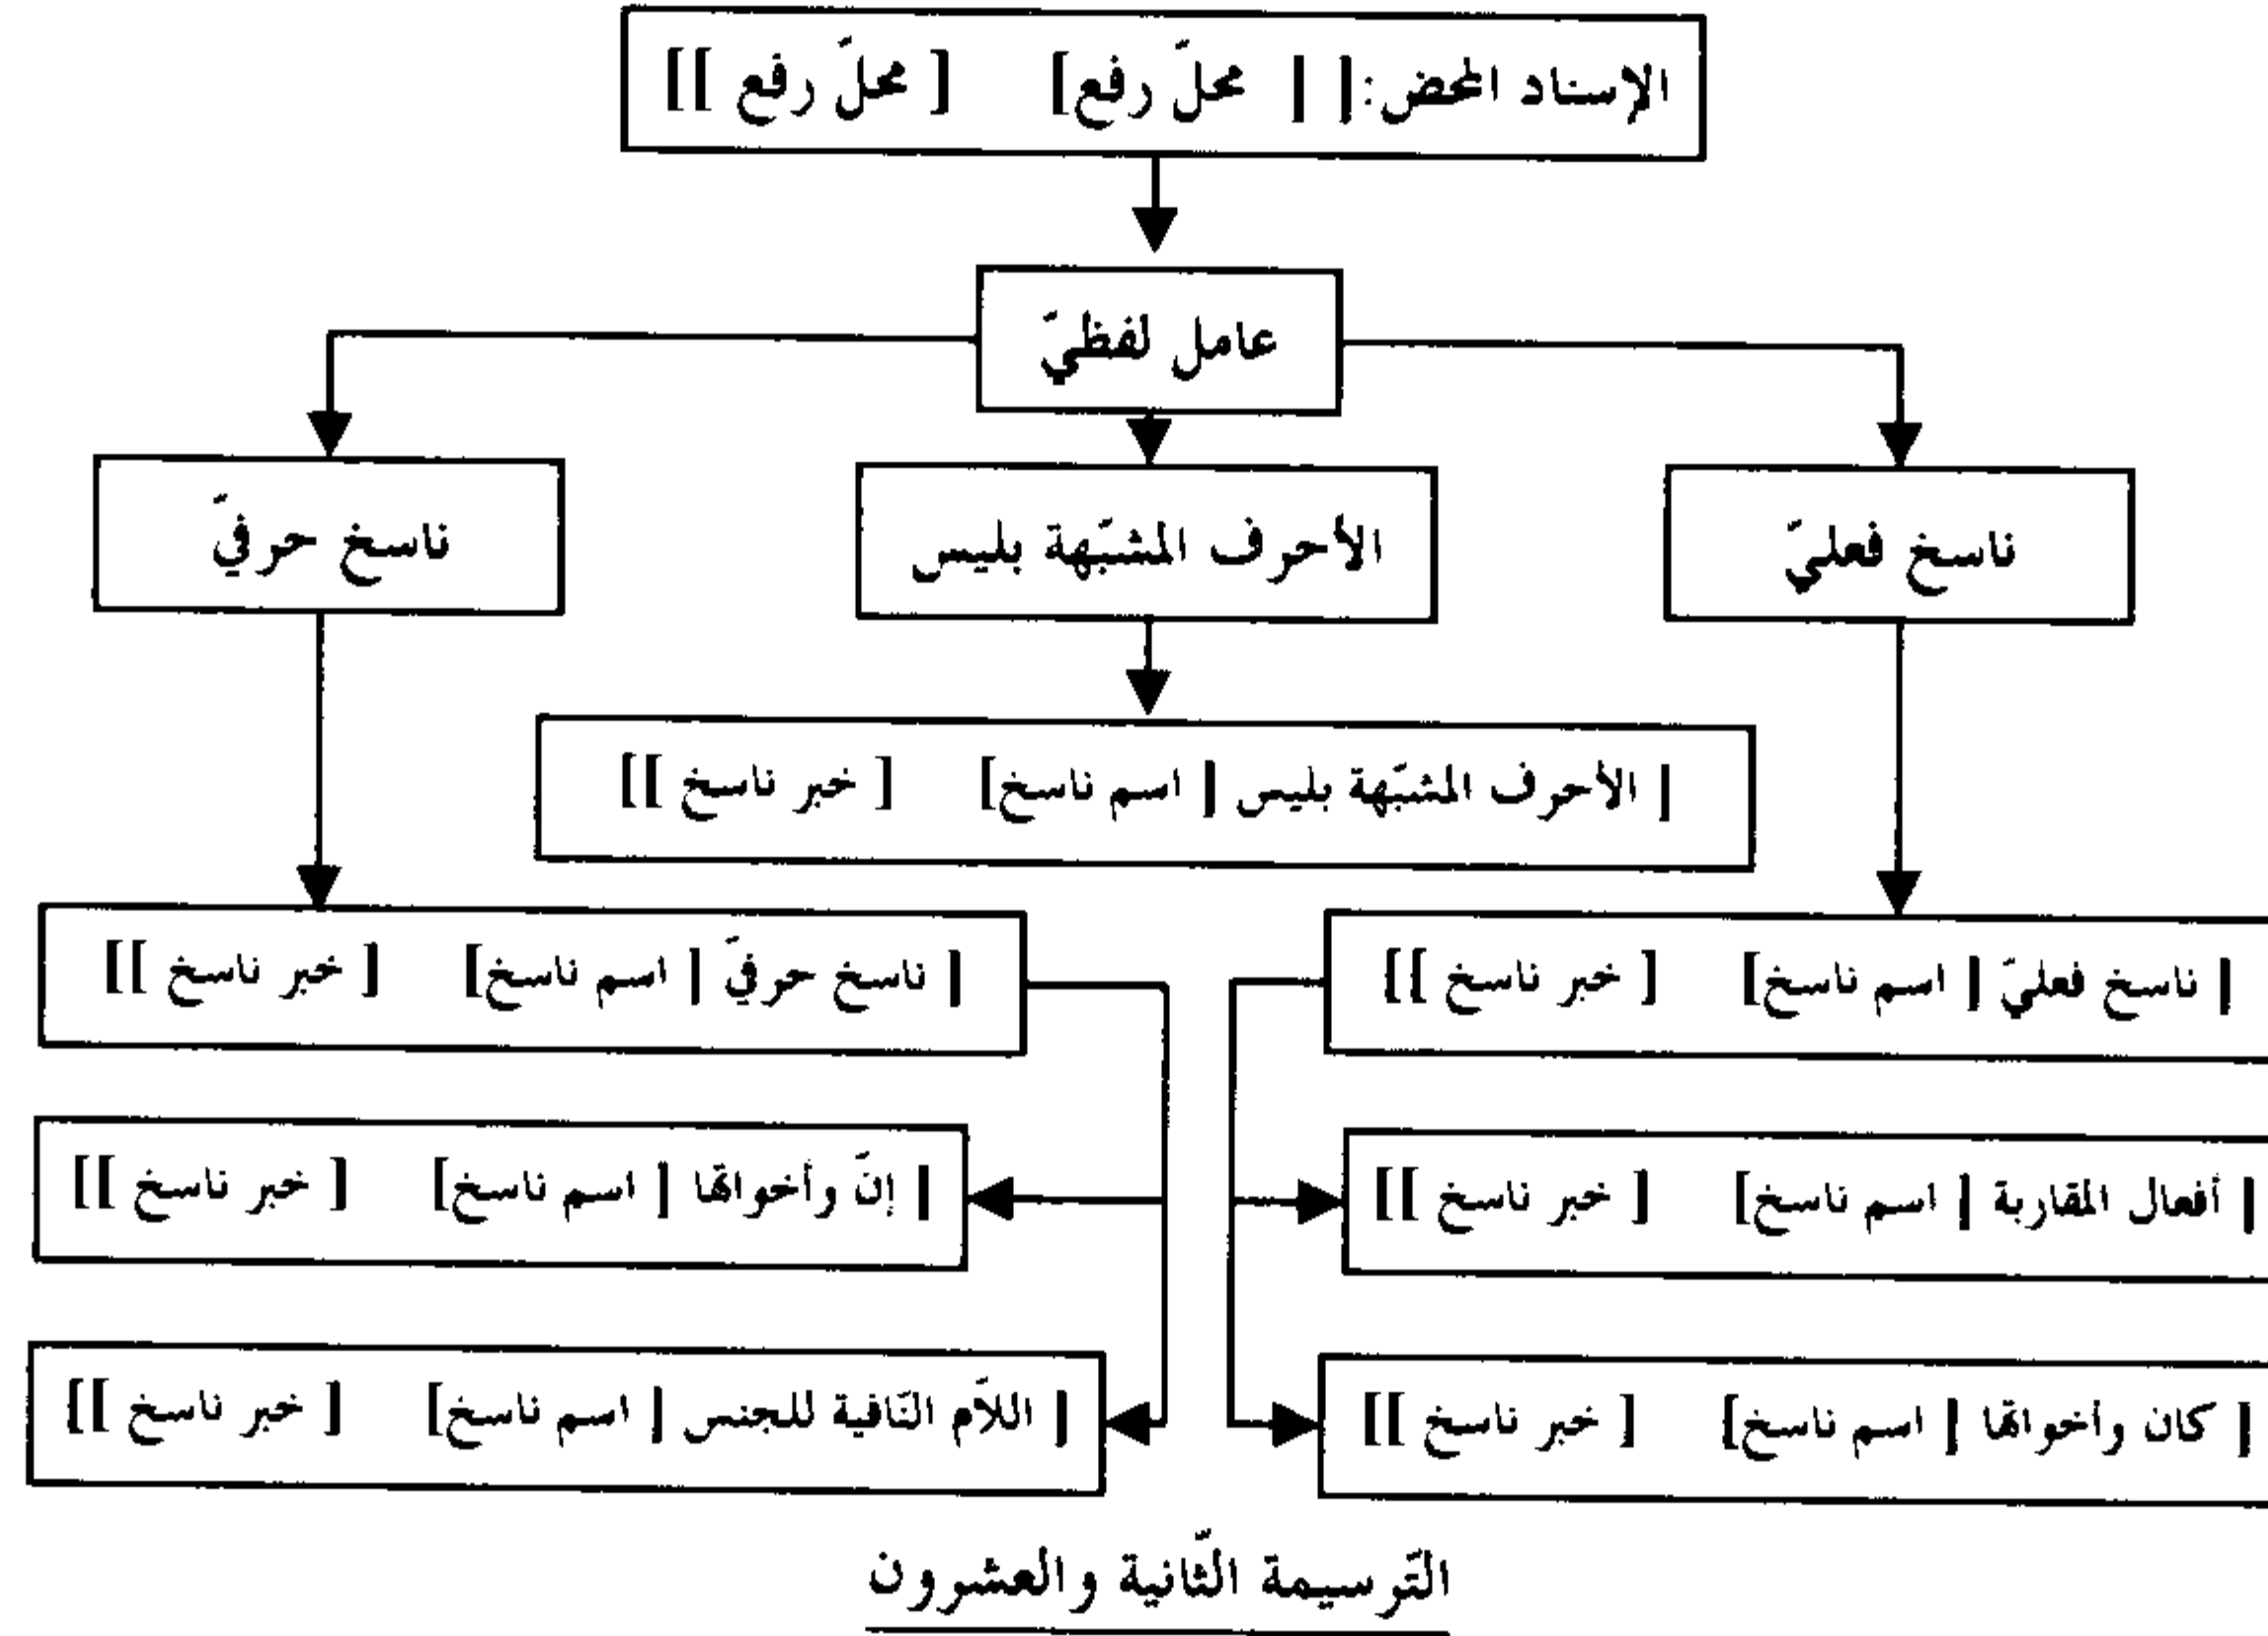 الإسناد المحض: [ [ محلّ رفع] [ محلّ رفع ]]
عامل لفظيّ
ناسخ فعليّ
الأحرف المشبّهة بليس
ناسخ حرفيّ
[ الأحرف المشبّهة بليس [ اسم ناسخ] [ خبر ناسخ ]]
[ ناسخ فعليّ [ اسم ناسخ] [ خبر ناسخ ]]
[ ناسخ حرفيّ [ اسم ناسخ] [ خبر ناسخ ]]
[ أفعال المقاربة [ اسم ناسخ] [ خبر ناسخ ]]
[ إنّ وأخواتها [ اسم ناسخ] [ خبر ناسخ ]]
[ كان وأخواتها [ اسم ناسخ] [ خبر ناسخ ]]
[ اللاّم النّافية للجنس [ اسم ناسخ] [ خبر ناسخ ]]
التّرسيمة الثّانية والعشرون